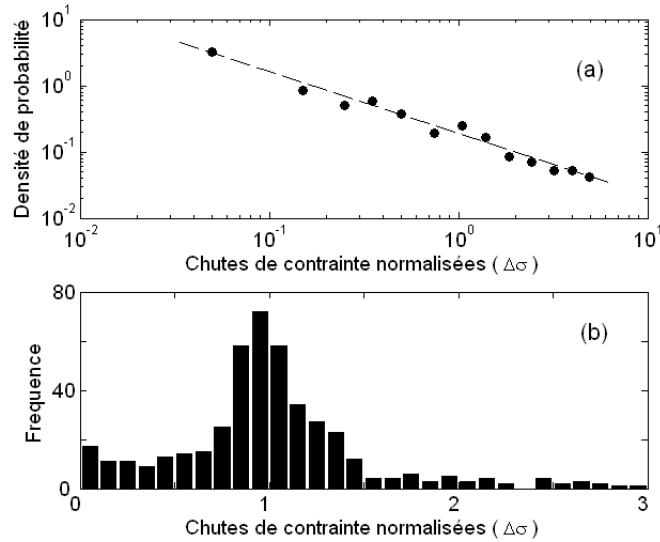 10^1
10^0
10^-1
10^-2
Densité de probabilité
(a)
10^-2 10^-1 10^0 10^1
Chutes de contrainte normalisées ( Δσ )
80
40
0
Frequence
(b)
0 1 2 3
Chutes de contrainte normalisées ( Δσ )